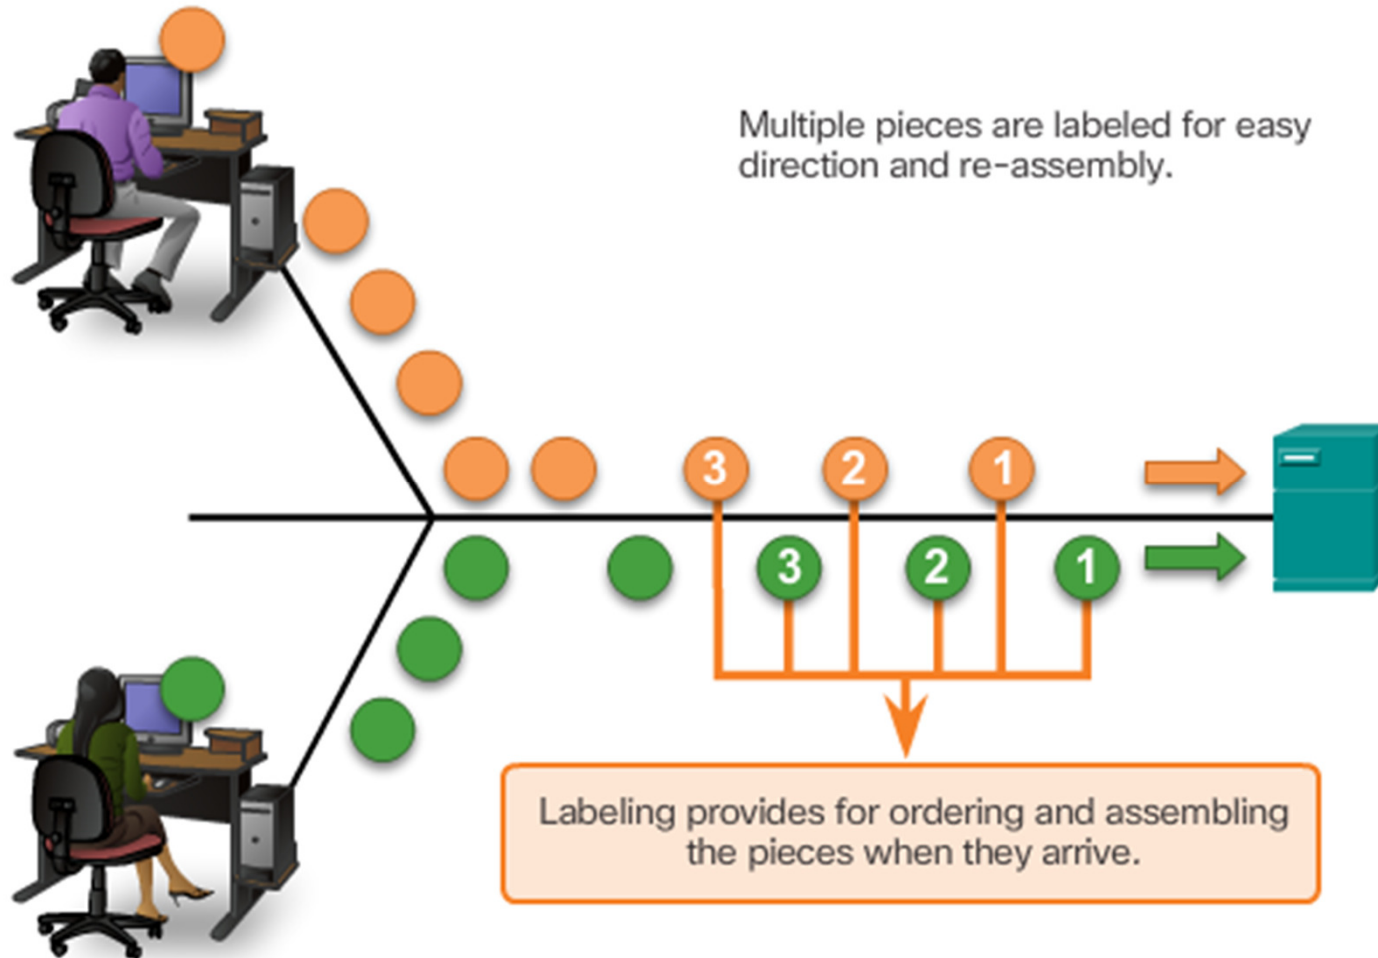 Multiple pieces are labeled for easy
direction and re-assembly.
3 2 1
3 2 1
Labeling provides for ordering and assembling
the pieces when they arrive.